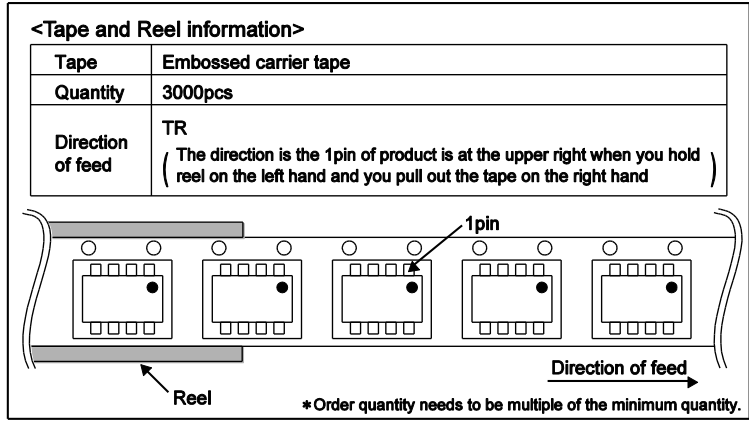 <Tape and Reel information>
Tape Embossed carrier tape
Quantity 3000pcs
Direction of feed TR
( The direction is the 1pin of product is at the upper right when you hold
reel on the left hand and you pull out the tape on the right hand )
1pin
Direction of feed
Reel
*Order quantity needs to be multiple of the minimum quantity.